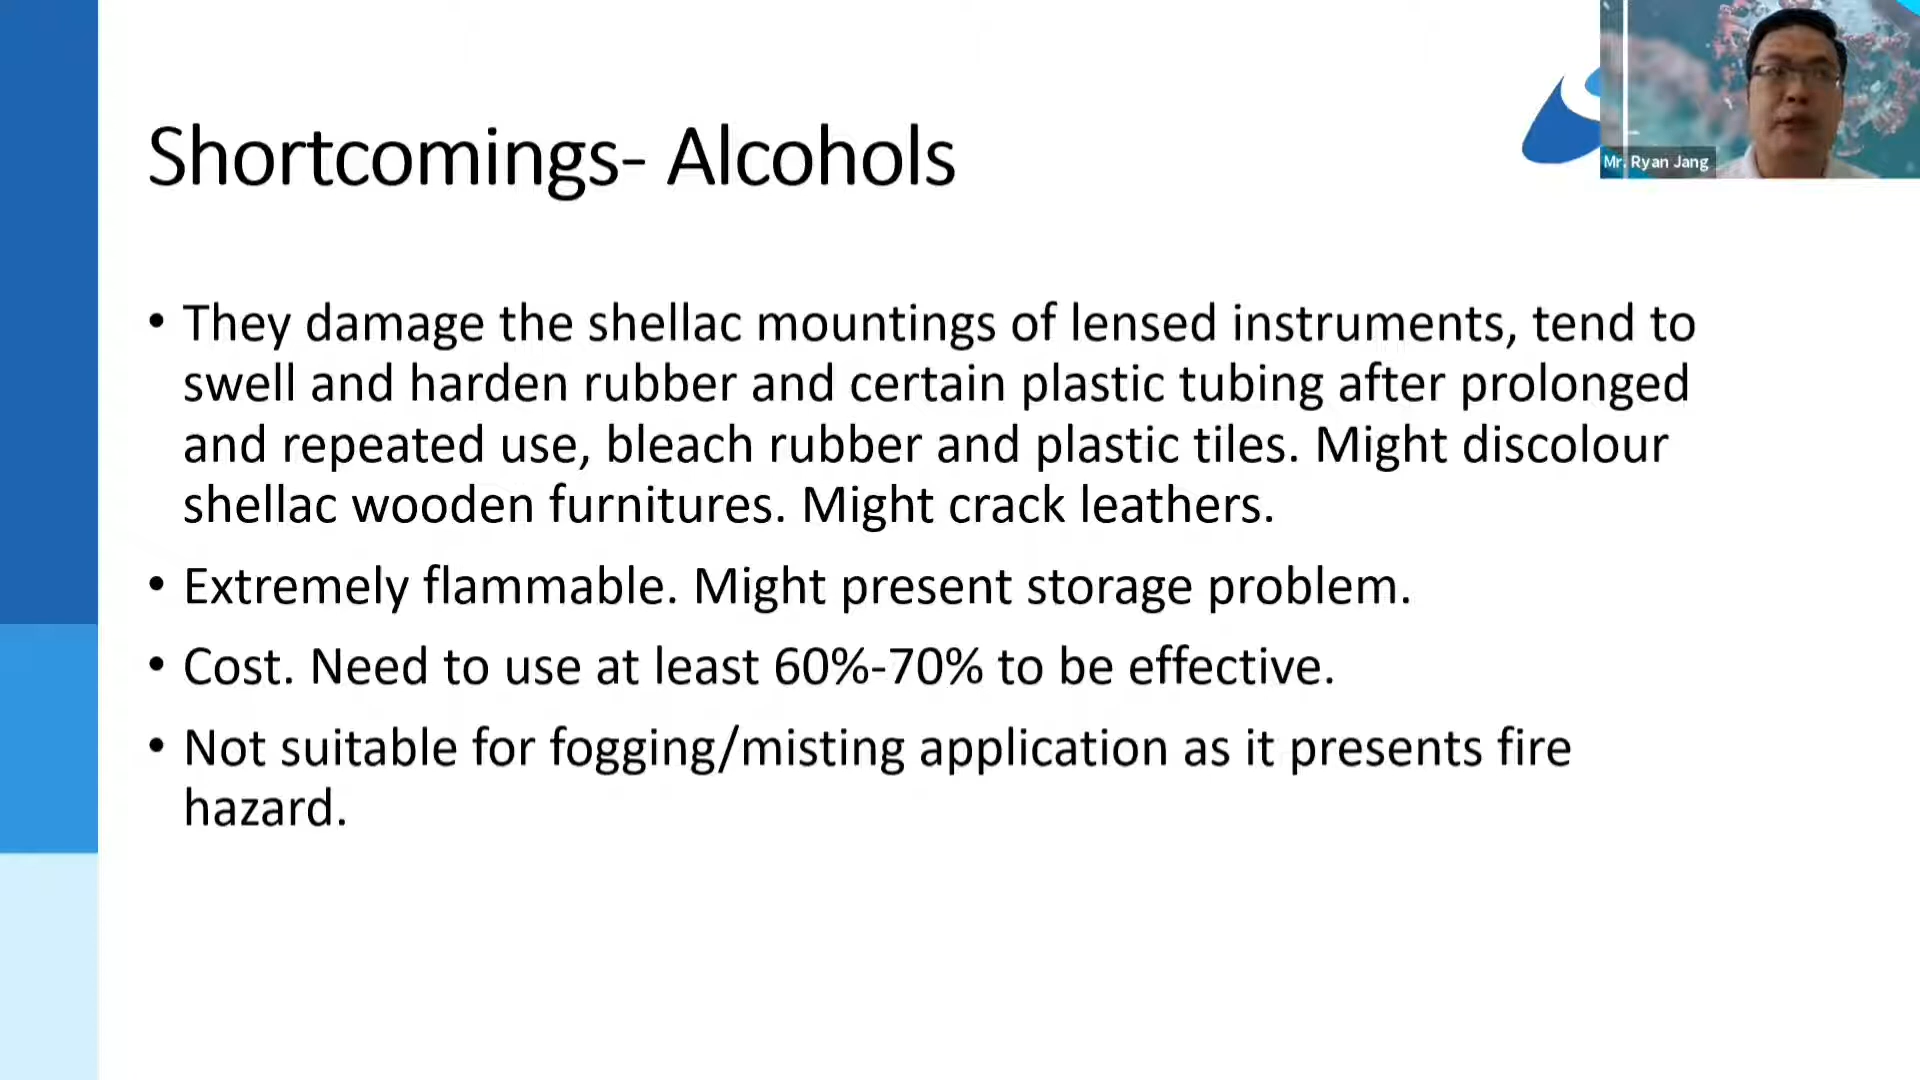 Shortcomings- Alcohols
Mr. Ryan Jang
• They damage the shellac mountings of lensed instruments, tend to
swell and harden rubber and certain plastic tubing after prolonged
and repeated use, bleach rubber and plastic tiles. Might discolour
shellac wooden furnitures. Might crack leathers.
• Extremely flammable. Might present storage problem.
• Cost. Need to use at least 60%-70% to be effective.
• Not suitable for fogging/misting application as it presents fire
hazard.